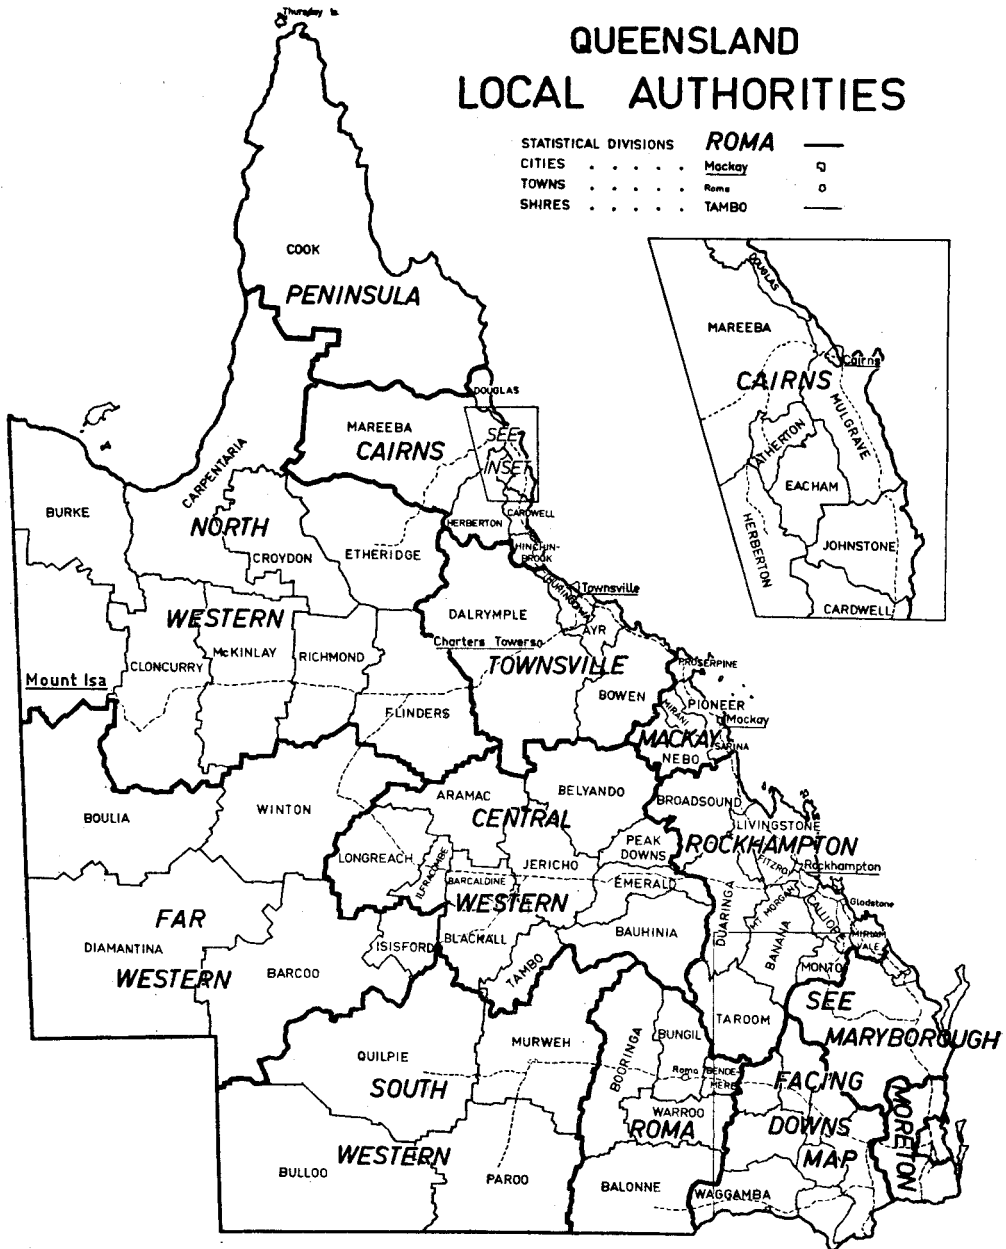 Thursday Is.
QUEENSLAND
LOCAL AUTHORITIES
STATISTICAL DIVISIONS ROMA
CITIES . . . . . Mackay
TOWNS . . . . . Roma
SHIRES . . . . . TAMBO
COOK
PENINSULA
DOUGLAS
MAREEBA
CAIRNS
SEE
INSET
CARPENTARIA
BURKE
NORTH
CROYDON
ETHERIDGE
HERBERTON
CARDWELL
HINCHIN-
BROOK
THURINGOWA
Townsville
WESTERN
DALRYMPLE
AYR
Charters Towers
CLONCURRY
McKINLAY
RICHMOND
TOWNSVILLE
PROSERPINE
Mount Isa
FLINDERS
BOWEN
MIRANI
PIONEER
Mackay
MACKAY
SARINA
NEBO
BOULIA
WINTON
ARAMAC
BELYANDO
BROADSOUND
CENTRAL
LIVINGSTONE
LONGREACH
ILFRACOMBE
JERICHO
PEAK
DOWNS
ROCKHAMPTON
FITZROY
Rockhampton
BARCALDINE
EMERALD
WESTERN
DUARINGA
MT MORGAN
CALLIOPE
Gladstone
FAR
DIAMANTINA
WESTERN
BARCOO
ISISFORD
BLACKALL
TAMBO
BAUHINIA
BANANA
MIRIAM
VALE
MONTO
SEE
MARYBOROUGH
TAROOM
QUILPIE
MURWEH
BOORINGA
BUNGIL
Roma
BENDE-
MERE
FACING
SOUTH
WARROO
ROMA
DOWNS
MORETON
WESTERN
MAP
BULLOO
PAROO
BALONNE
WAGGAMBA
DOUGLAS
MAREEBA
Cairns
CAIRNS
MULGRAVE
ATHERTON
EACHAM
HERBERTON
JOHNSTONE
CARDWELL